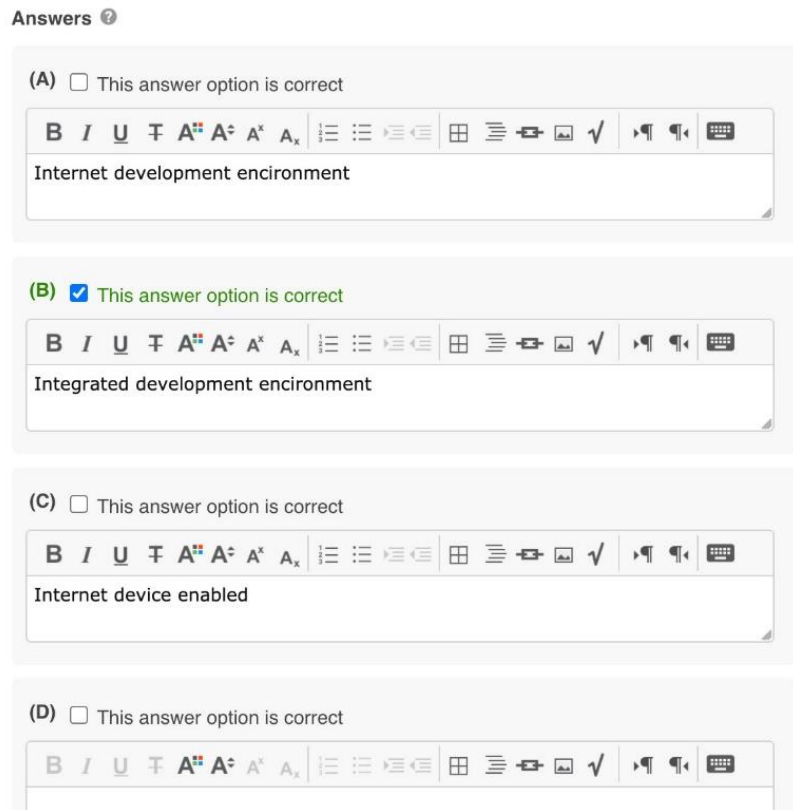 Answers
(A) This answer option is correct
Internet development encironment
(B) This answer option is correct
Integrated development encironment
(C) This answer option is correct
Internet device enabled
(D) This answer option is correct